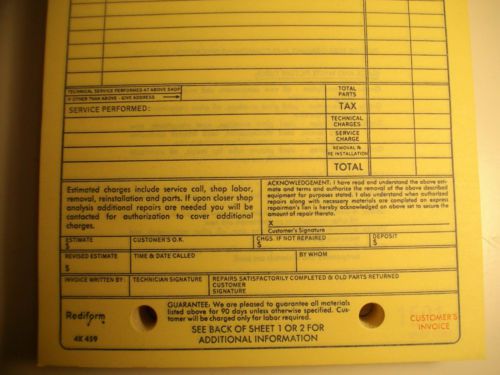 TECHNICAL SERVICE PERFORMED AT ABOVE SHOP
IF OTHER THAN ABOVE - GIVE ADDRESS
SERVICE PERFORMED:
TOTAL
PARTS
TAX
TECHNICAL
CHARGES
SERVICE
CHARGE
REMOVAL &
RE INSTALLATION
TOTAL
Estimated charges include service call, shop labor,
removal, reinstallation and parts. If upon closer shop
analysis additional repairs are needed you will be
contacted for authorization to cover additional
charges.
ACKNOWLEDGEMENT: I have read and understand the above esti-
mate and terms and authorize the removal of the above described
equipment for purposes stated. I also understand when authorized
repairs along with necessary materials are completed an express
repairman's lien is hereby acknowledged on above set to secure the
amount of repair thereto.
X
Customer's Signature
ESTIMATE
$
CUSTOMER'S O.K.
CHGS. IF NOT REPAIRED
$
DEPOSIT
$
REVISED ESTIMATE
$
TIME & DATE CALLED
BY WHOM
INVOICE WRITTEN BY:
TECHNICIAN SIGNATURE
REPAIRS SATISFACTORILY COMPLETED & OLD PARTS RETURNED
CUSTOMER
SIGNATURE
Rediform
4K 459
GUARANTEE: We are pleased to guarantee all materials
listed above for 90 days unless otherwise specified. Cus-
tomer will be charged only for labor required.
SEE BACK OF SHEET 1 OR 2 FOR
ADDITIONAL INFORMATION
CUSTOMER'S
INVOICE